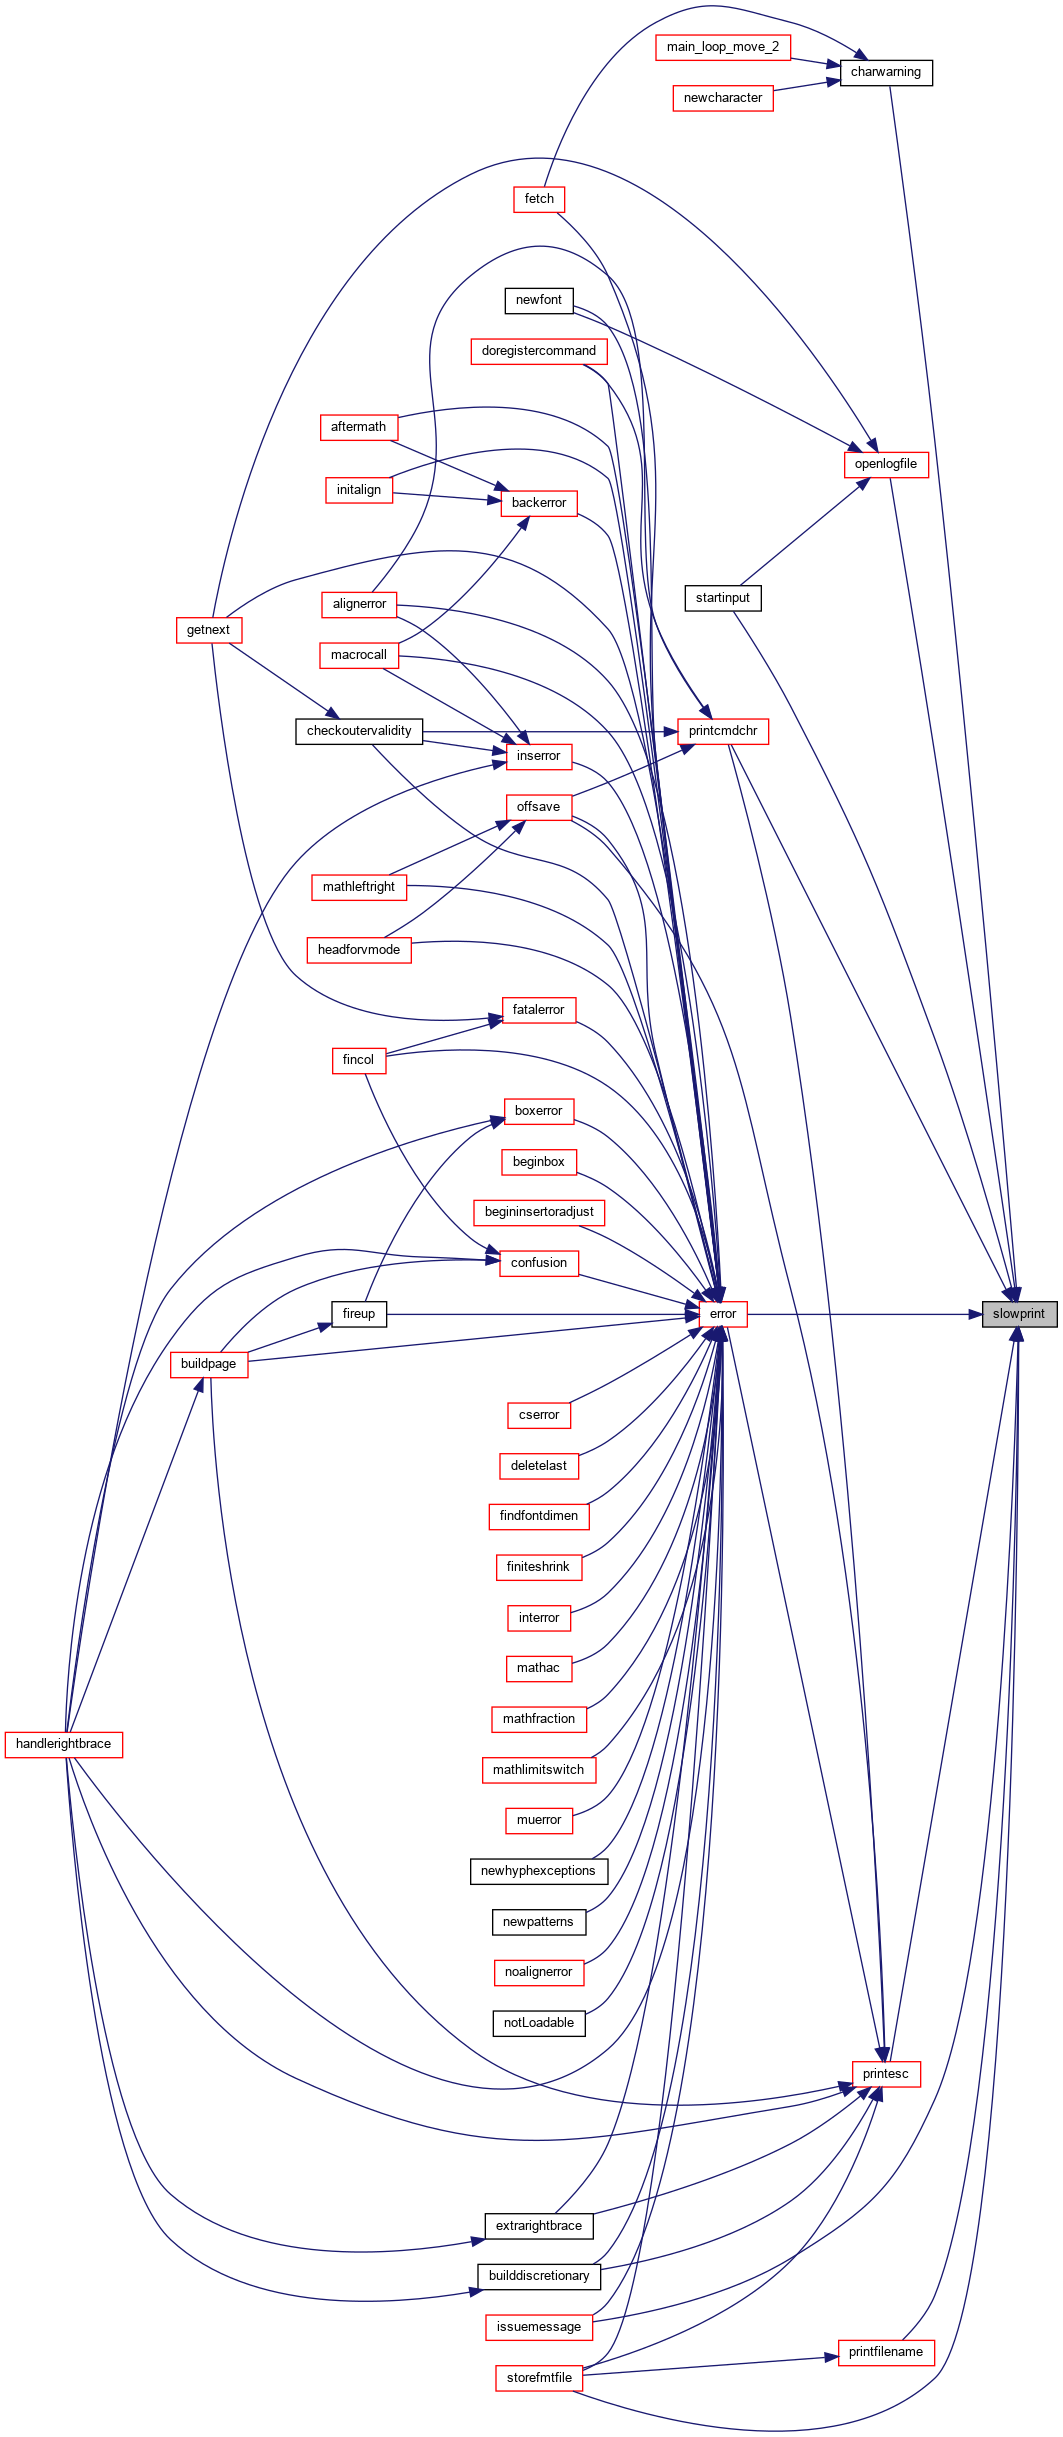 main_loop_move_2
charwarning
newcharacter
fetch
newfont
doregistercommand
aftermath
openlogfile
initalign
backerror
startinput
alignerror
getnext
macrocall
checkoutervalidity
printcmdchr
inserror
offsave
mathleftright
headforvmode
fatalerror
fincol
boxerror
beginbox
begininsertoradjust
confusion
fireup
error
slowprint
buildpage
cserror
deletelast
findfontdimen
finiteshrink
interror
mathac
mathfraction
handlerightbrace
mathlimitswitch
muerror
newhyphexceptions
newpatterns
noalignerror
notLoadable
printesc
extrarightbrace
builddiscretionary
issuemessage
printfilename
storefmtfile